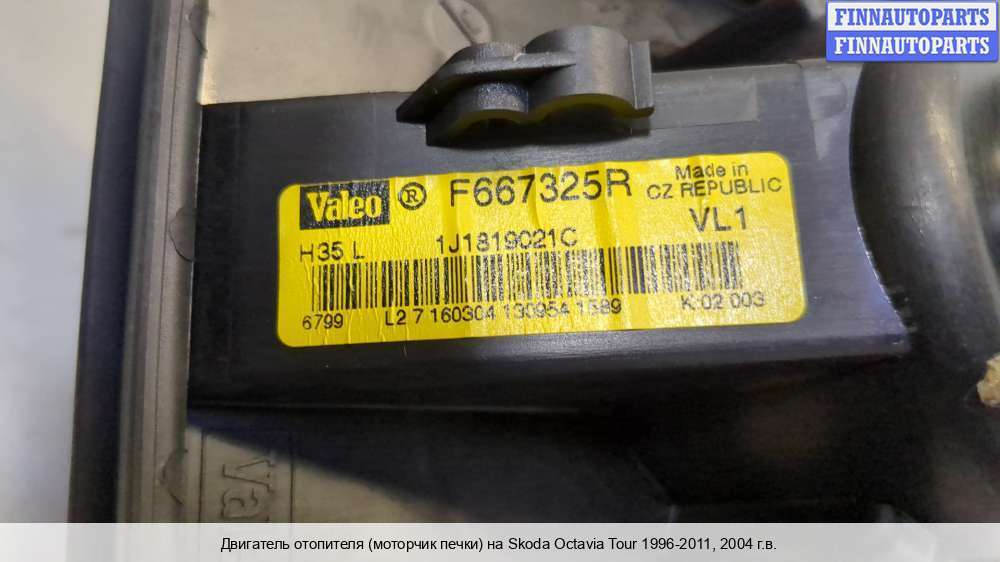 FINNAUTOPARTS
FINNAUTOPARTS
Valeo ® F667325R Made in
CZ REPUBLIC
H35 L 1J1819021C VL1
6799 L2 7 160304 130954 1589 K 02 003
va
Двигатель отопителя (моторчик печки) на Skoda Octavia Tour 1996-2011, 2004 г.в.